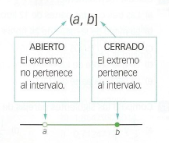 (a, b]
ABIERTO
El extremo
no pertenece
al intervalo.
CERRADO
El extremo
pertenece
al intervalo.
a
b